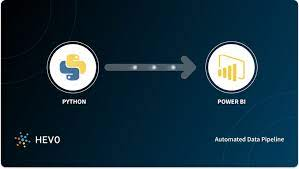 PYTHON
POWER BI
HEVO
Automated Data Pipeline